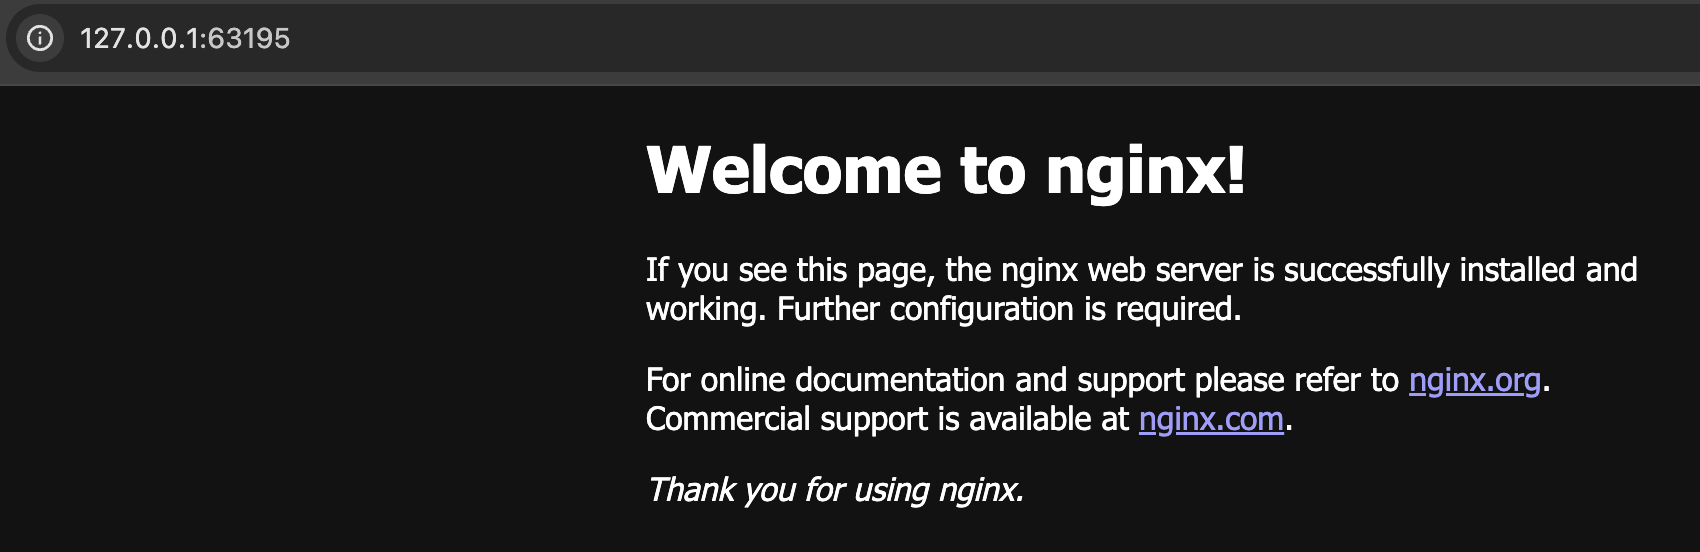 127.0.0.1:63195
Welcome to nginx!
If you see this page, the nginx web server is successfully installed and
working. Further configuration is required.
For online documentation and support please refer to nginx.org.
Commercial support is available at nginx.com.
Thank you for using nginx.